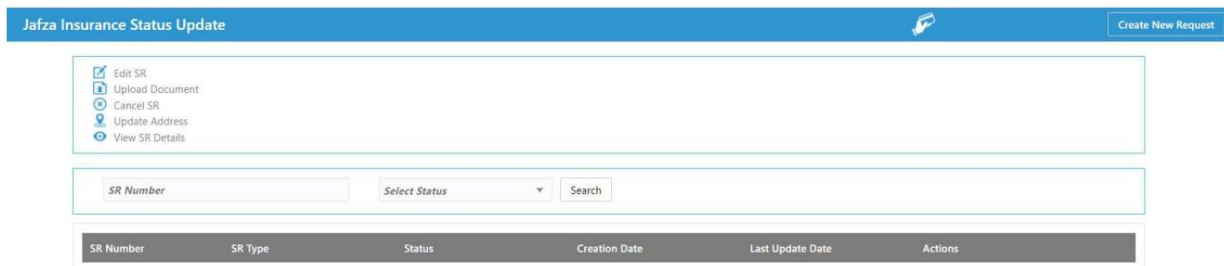 Jafza Insurance Status Update Create New Request
Edit SR
Upload Document
Cancel SR
Update Address
View SR Details
SR Number Select Status Search
SR Number SR Type Status Creation Date Last Update Date Actions